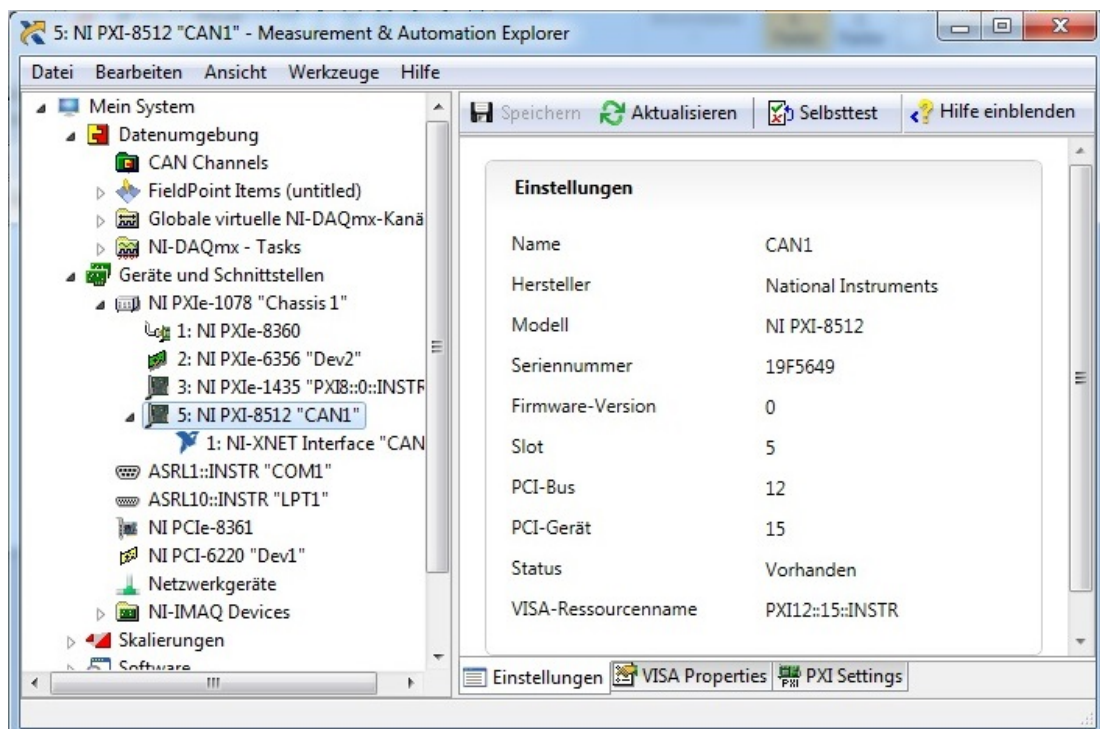 5: NI PXI-8512 "CAN1" - Measurement & Automation Explorer
Datei Bearbeiten Ansicht Werkzeuge Hilfe
Mein System
Datenumgebung
CAN Channels
FieldPoint Items (untitled)
Globale virtuelle NI-DAQmx-Kanä
NI-DAQmx - Tasks
Geräte und Schnittstellen
NI PXIe-1078 "Chassis 1"
1: NI PXIe-8360
2: NI PXIe-6356 "Dev2"
3: NI PXIe-1435 "PXI8::0::INSTR
5: NI PXI-8512 "CAN1"
1: NI-XNET Interface "CAN
ASRL1::INSTR "COM1"
ASRL10::INSTR "LPT1"
NI PCIe-8361
NI PCI-6220 "Dev1"
Netzwerkgeräte
NI-IMAQ Devices
Skalierungen
Software
Speichern Aktualisieren Selbsttest Hilfe einblenden
Einstellungen
Name CAN1
Hersteller National Instruments
Modell NI PXI-8512
Seriennummer 19F5649
Firmware-Version 0
Slot 5
PCI-Bus 12
PCI-Gerät 15
Status Vorhanden
VISA-Ressourcenname PXI12::15::INSTR
Einstellungen VISA Properties PXI Settings